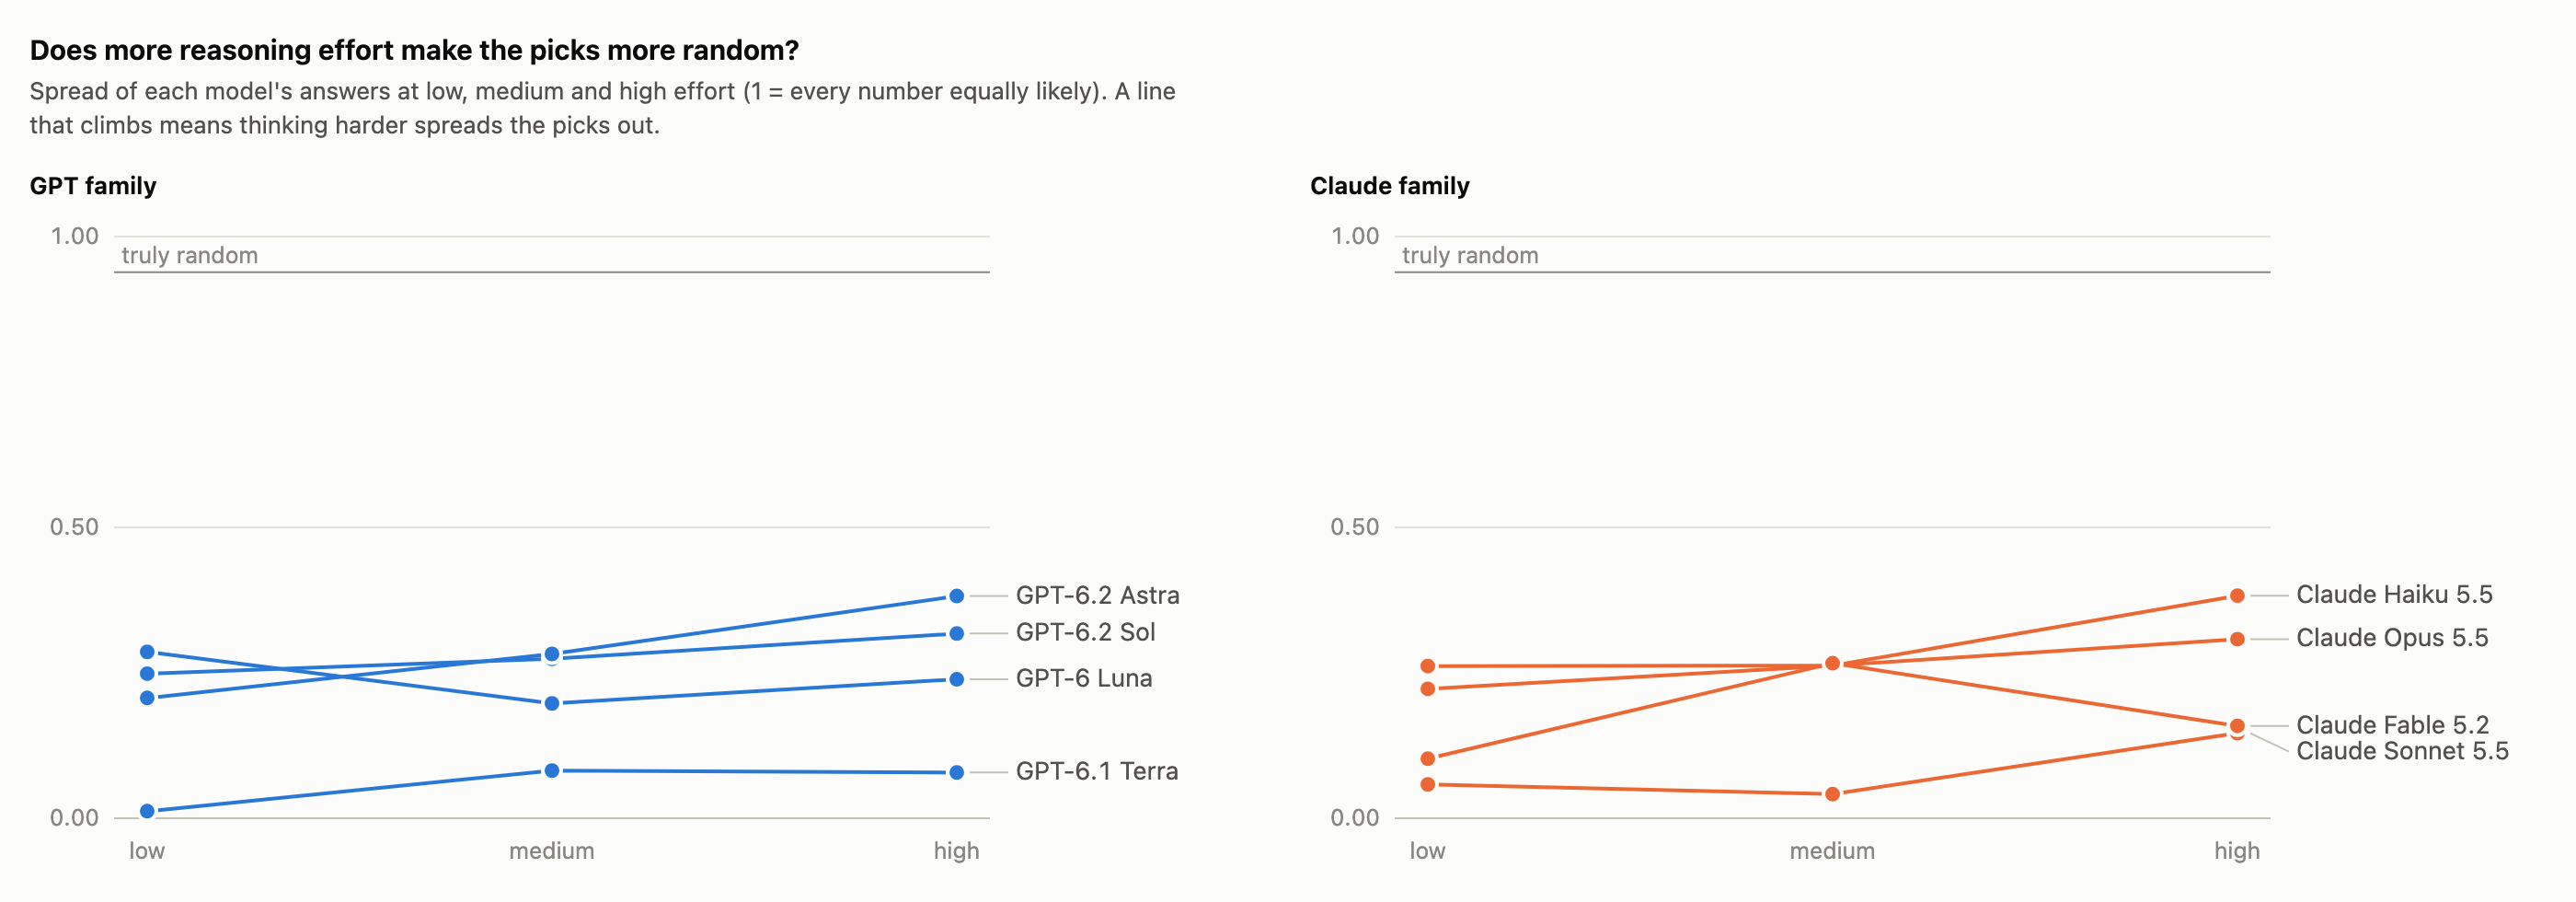 Does more reasoning effort make the picks more random?
Spread of each model's answers at low, medium and high effort (1 = every number equally likely). A line
that climbs means thinking harder spreads the picks out.
GPT family
1.00
truly random
0.50
GPT-6.2 Astra
GPT-6.2 Sol
GPT-6 Luna
GPT-6.1 Terra
0.00
low
medium
high
Claude family
1.00
truly random
0.50
Claude Haiku 5.5
Claude Opus 5.5
Claude Fable 5.2
Claude Sonnet 5.5
0.00
low
medium
high